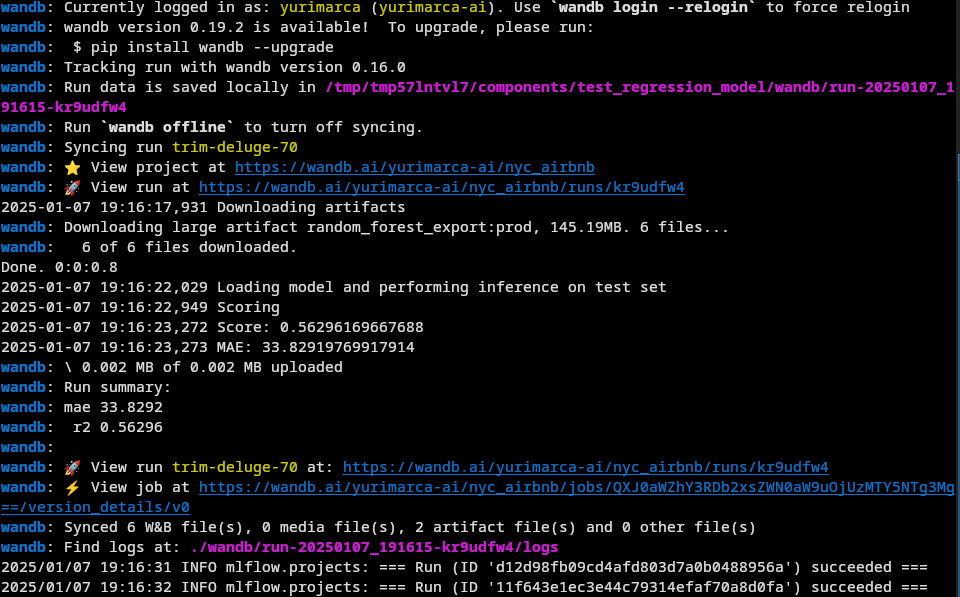 wandb: Currently logged in as: yurimarca (yurimarca-ai). Use `wandb login --relogin` to force relogin
wandb: wandb version 0.19.2 is available!  To upgrade, please run:
wandb:  $ pip install wandb --upgrade
wandb: Tracking run with wandb version 0.16.0
wandb: Run data is saved locally in /tmp/tmp57lntvl7/components/test_regression_model/wandb/run-20250107_1
91615-kr9udfw4
wandb: Run `wandb offline` to turn off syncing.
wandb: Syncing run trim-deluge-70
wandb: ⭐ View project at https://wandb.ai/yurimarca-ai/nyc_airbnb
wandb: 🚀 View run at https://wandb.ai/yurimarca-ai/nyc_airbnb/runs/kr9udfw4
2025-01-07 19:16:17,931 Downloading artifacts
wandb: Downloading large artifact random_forest_export:prod, 145.19MB. 6 files...
wandb:   6 of 6 files downloaded.
Done. 0:0:0.8
2025-01-07 19:16:22,029 Loading model and performing inference on test set
2025-01-07 19:16:22,949 Scoring
2025-01-07 19:16:23,272 Score: 0.56296169667688
2025-01-07 19:16:23,273 MAE: 33.82919769917914
wandb: \ 0.002 MB of 0.002 MB uploaded
wandb: Run summary:
wandb: mae 33.8292
wandb:  r2 0.56296
wandb:
wandb: 🚀 View run trim-deluge-70 at: https://wandb.ai/yurimarca-ai/nyc_airbnb/runs/kr9udfw4
wandb: ⚡ View job at https://wandb.ai/yurimarca-ai/nyc_airbnb/jobs/QXJ0aWZhY3RDb2xsZWN0aW9uOjUzMTY5NTg3Mg
==/version_details/v0
wandb: Synced 6 W&B file(s), 0 media file(s), 2 artifact file(s) and 0 other file(s)
wandb: Find logs at: ./wandb/run-20250107_191615-kr9udfw4/logs
2025/01/07 19:16:31 INFO mlflow.projects: === Run (ID 'd12d98fb09cd4afd803d7a0b0488956a') succeeded ===
2025/01/07 19:16:32 INFO mlflow.projects: === Run (ID '11f643e1ec3e44c79314efaf70a8d0fa') succeeded ===